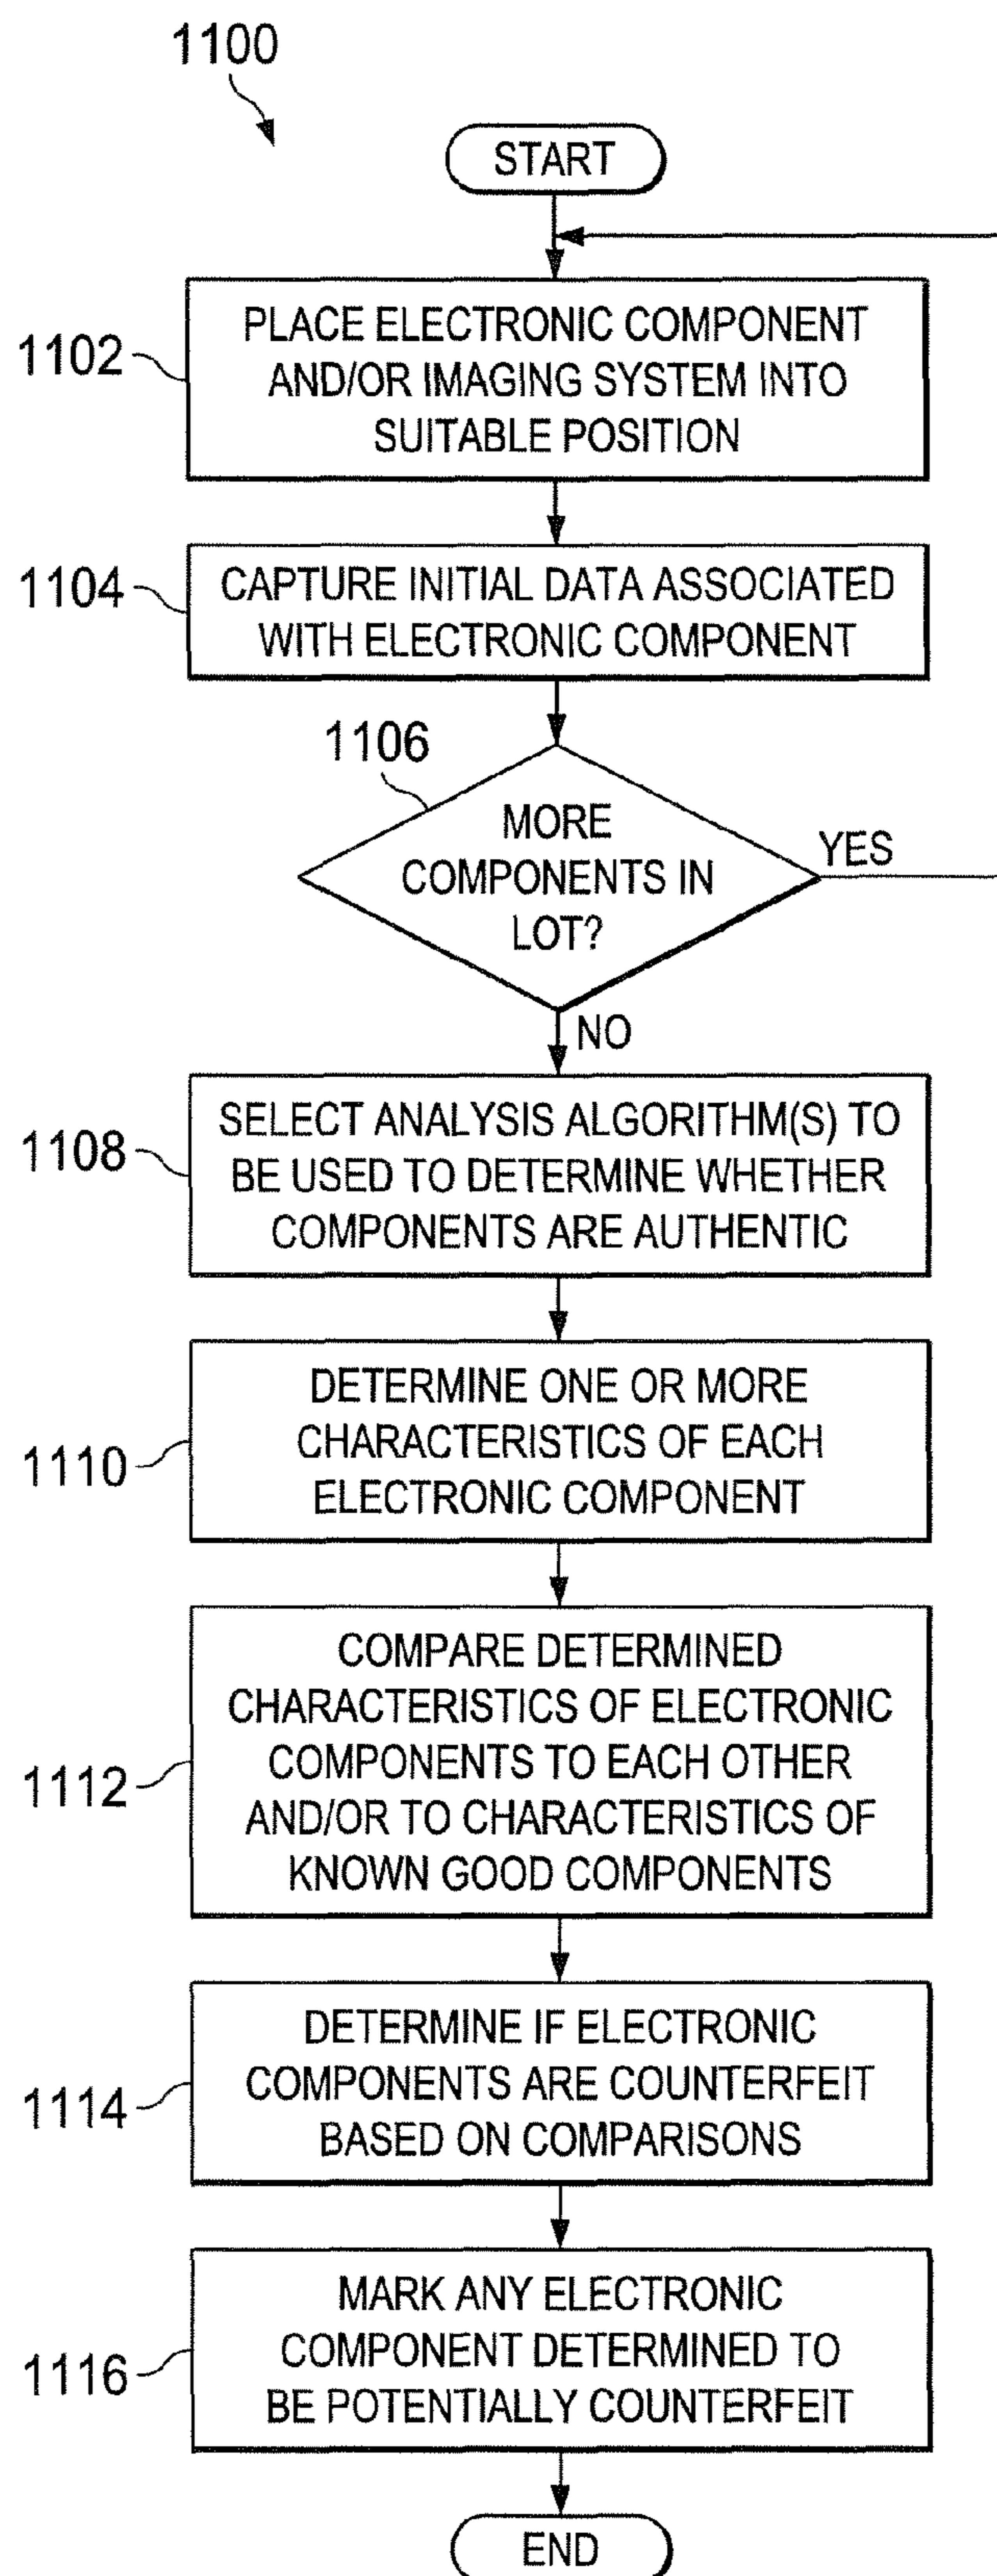 1100
START
1102
PLACE ELECTRONIC COMPONENT
AND/OR IMAGING SYSTEM INTO
SUITABLE POSITION
1104
CAPTURE INITIAL DATA ASSOCIATED
WITH ELECTRONIC COMPONENT
1106
MORE
COMPONENTS IN
LOT?
YES
NO
1108
SELECT ANALYSIS ALGORITHM(S) TO
BE USED TO DETERMINE WHETHER
COMPONENTS ARE AUTHENTIC
1110
DETERMINE ONE OR MORE
CHARACTERISTICS OF EACH
ELECTRONIC COMPONENT
1112
COMPARE DETERMINED
CHARACTERISTICS OF ELECTRONIC
COMPONENTS TO EACH OTHER
AND/OR TO CHARACTERISTICS OF
KNOWN GOOD COMPONENTS
1114
DETERMINE IF ELECTRONIC
COMPONENTS ARE COUNTERFEIT
BASED ON COMPARISONS
1116
MARK ANY ELECTRONIC
COMPONENT DETERMINED TO
BE POTENTIALLY COUNTERFEIT
END